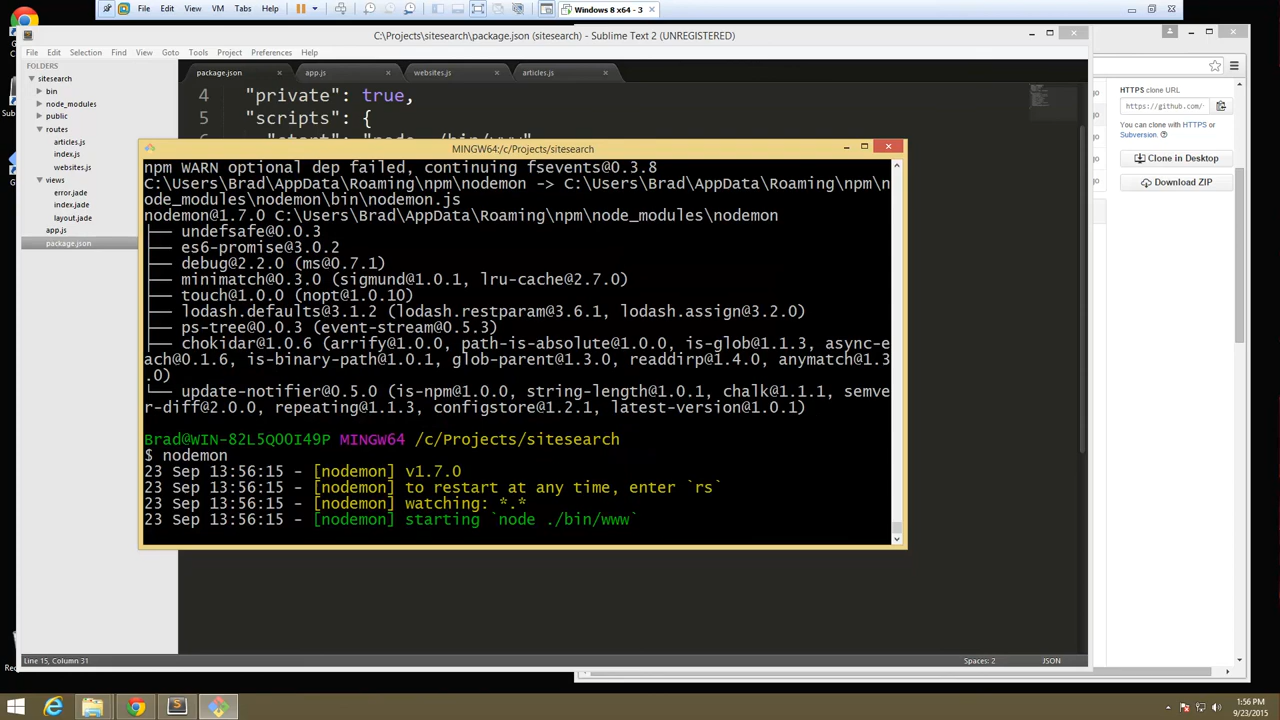 File Edit View VM Tabs Help
Windows 8 x64 - 3
C:\Projects\sitesearch\package.json (sitesearch) - Sublime Text 2 (UNREGISTERED)
File Edit Selection Find View Goto Tools Project Preferences Help
FOLDERS
sitesearch
bin
node_modules
public
routes
articles.js
index.js
websites.js
views
error.jade
index.jade
layout.jade
app.js
package.json
package.json app.js websites.js articles.js
4 "private": true,
5 "scripts": {
"start": "node ./bin/www"
MINGW64:/c/Projects/sitesearch
npm WARN optional dep failed, continuing fsevents@0.3.8
C:\Users\Brad\AppData\Roaming\npm\nodemon -> C:\Users\Brad\AppData\Roaming\npm\n
ode_modules\nodemon\bin\nodemon.js
nodemon@1.7.0 C:\Users\Brad\AppData\Roaming\npm\node_modules\nodemon
├── undefsafe@0.0.3
├── es6-promise@3.0.2
├── debug@2.2.0 (ms@0.7.1)
├── minimatch@0.3.0 (sigmund@1.0.1, lru-cache@2.7.0)
├── touch@1.0.0 (nopt@1.0.10)
├── lodash.defaults@3.1.2 (lodash.restparam@3.6.1, lodash.assign@3.2.0)
├── ps-tree@0.0.3 (event-stream@0.5.3)
├── chokidar@1.0.6 (arrify@1.0.0, path-is-absolute@1.0.0, is-glob@1.1.3, async-e
ach@0.1.6, is-binary-path@1.0.1, glob-parent@1.3.0, readdirp@1.4.0, anymatch@1.3
.0)
└── update-notifier@0.5.0 (is-npm@1.0.0, string-length@1.0.1, chalk@1.1.1, semve
r-diff@2.0.0, repeating@1.1.3, configstore@1.2.1, latest-version@1.0.1)
Brad@WIN-82L5QOOI49P MINGW64 /c/Projects/sitesearch
$ nodemon
23 Sep 13:56:15 - [nodemon] v1.7.0
23 Sep 13:56:15 - [nodemon] to restart at any time, enter `rs`
23 Sep 13:56:15 - [nodemon] watching: *.*
23 Sep 13:56:15 - [nodemon] starting `node ./bin/www`
HTTPS clone URL
https://github.com/
You can clone with HTTPS or
Subversion.
Clone in Desktop
Download ZIP
Line 15, Column 31
Spaces: 2 JSON
1:56 PM
9/23/2015